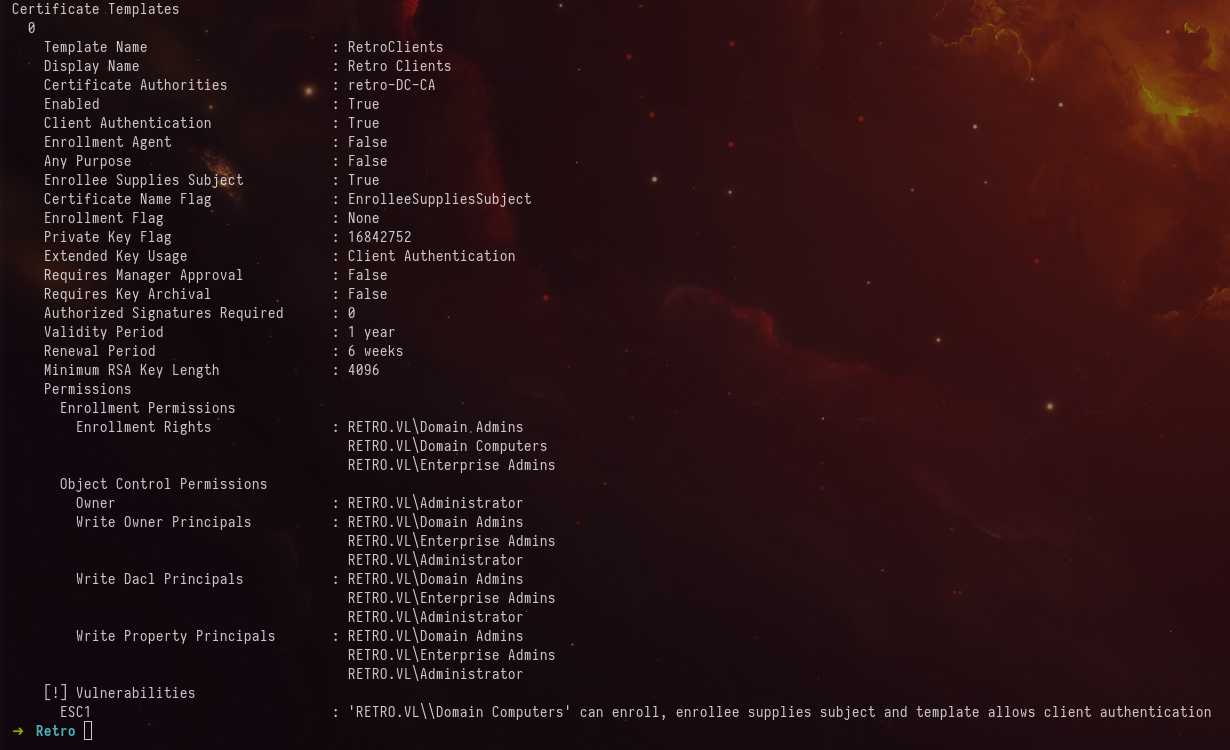 Certificate Templates
0
Template Name : RetroClients
Display Name : Retro Clients
Certificate Authorities : retro-DC-CA
Enabled : True
Client Authentication : True
Enrollment Agent : False
Any Purpose : False
Enrollee Supplies Subject : True
Certificate Name Flag : EnrolleeSuppliesSubject
Enrollment Flag : None
Private Key Flag : 16842752
Extended Key Usage : Client Authentication
Requires Manager Approval : False
Requires Key Archival : False
Authorized Signatures Required : 0
Validity Period : 1 year
Renewal Period : 6 weeks
Minimum RSA Key Length : 4096
Permissions
Enrollment Permissions
Enrollment Rights : RETRO.VL\Domain Admins
RETRO.VL\Domain Computers
RETRO.VL\Enterprise Admins
Object Control Permissions
Owner : RETRO.VL\Administrator
Write Owner Principals : RETRO.VL\Domain Admins
RETRO.VL\Enterprise Admins
RETRO.VL\Administrator
Write Dacl Principals : RETRO.VL\Domain Admins
RETRO.VL\Enterprise Admins
RETRO.VL\Administrator
Write Property Principals : RETRO.VL\Domain Admins
RETRO.VL\Enterprise Admins
RETRO.VL\Administrator
[!] Vulnerabilities
ESC1 : 'RETRO.VL\\Domain Computers' can enroll, enrollee supplies subject and template allows client authentication
➜ Retro